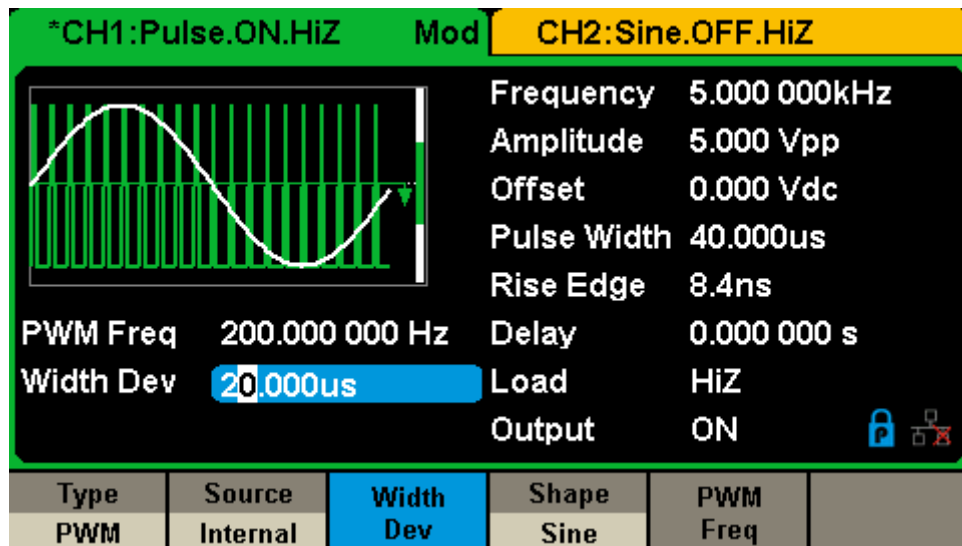 *CH1:Pulse.ON.HiZ Mod CH2:Sine.OFF.HiZ
Frequency 5.000 000kHz
Amplitude 5.000 Vpp
Offset 0.000 Vdc
Pulse Width 40.000us
Rise Edge 8.4ns
PWM Freq 200.000 000 Hz
Delay 0.000 000 s
Width Dev 20.000us
Load HiZ
Output ON
P
Type Source Width Dev Shape PWM Freq
PWM Internal Sine